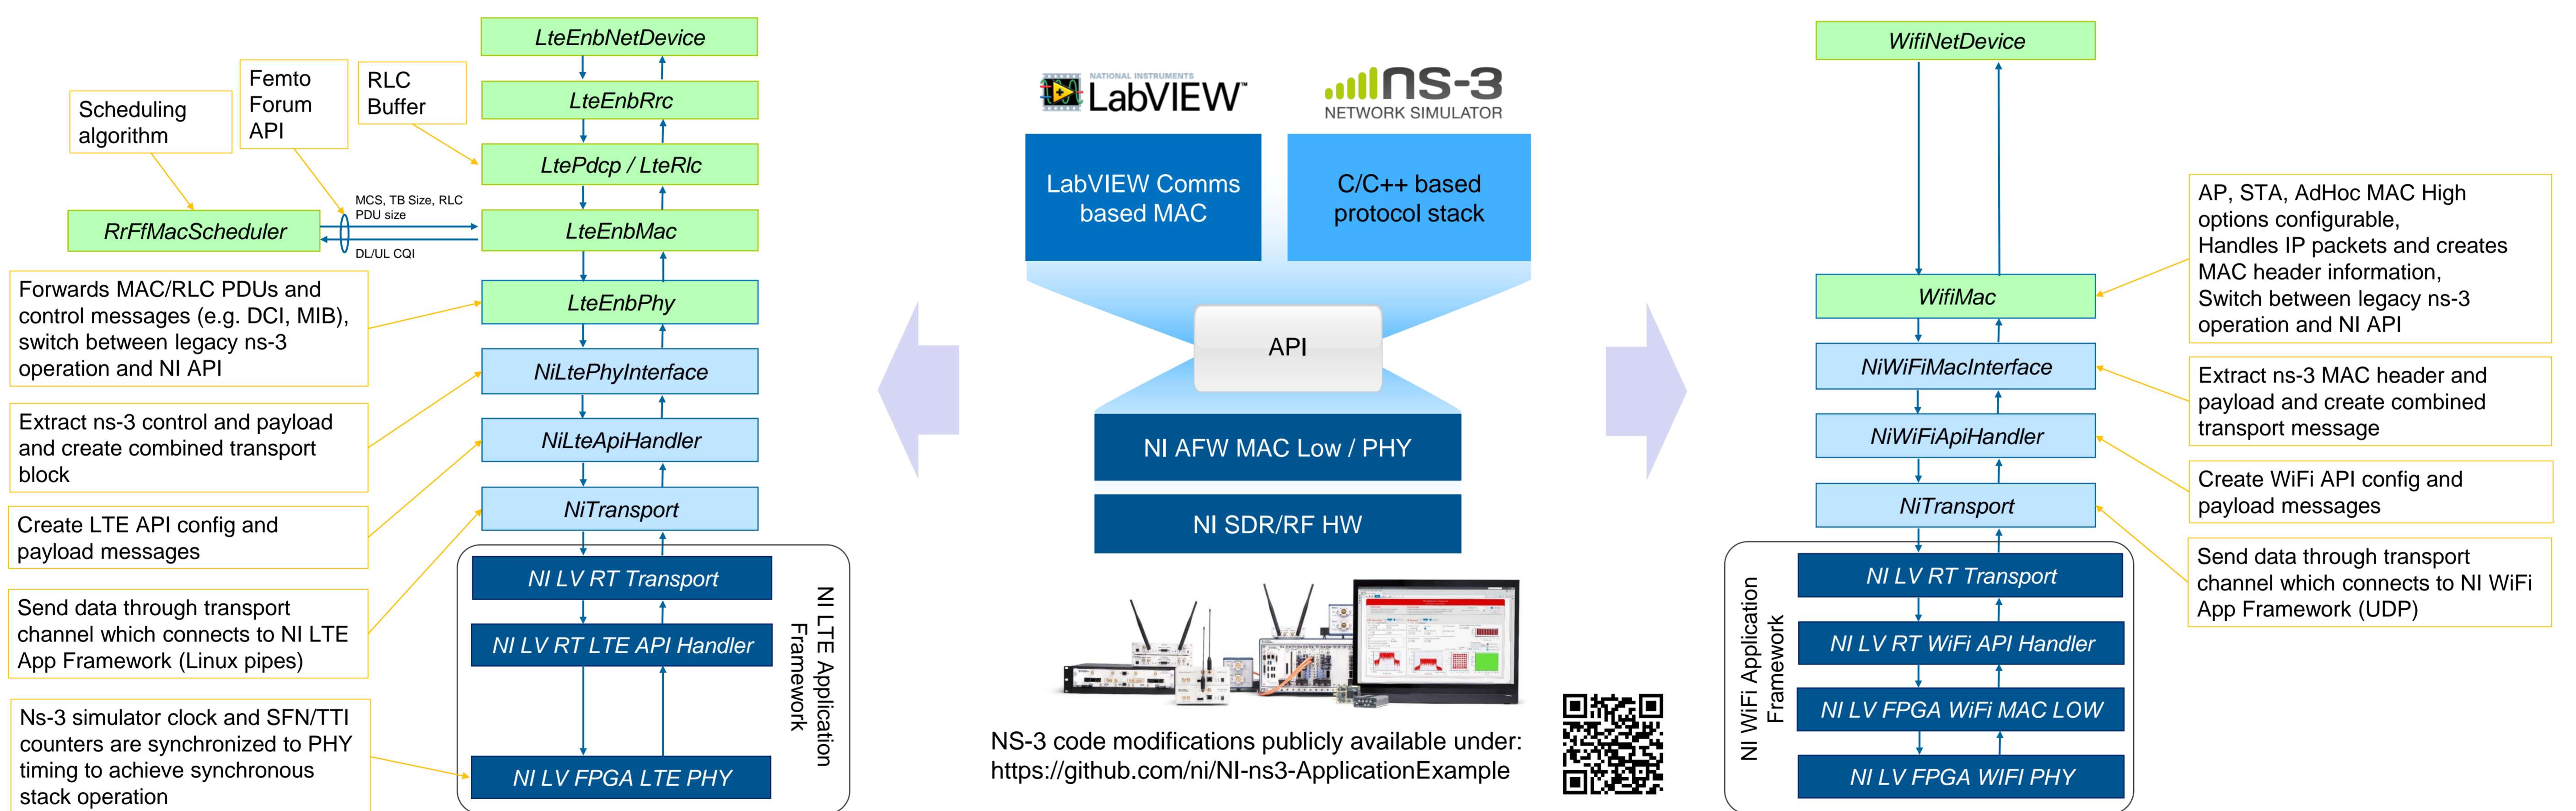 LteEnbNetDevice
LteEnbRrc
LtePdcp / LteRlc
LteEnbMac
LteEnbPhy
NiLtePhyInterface
NiLteApiHandler
NiTransport
NI LV RT Transport
NI LV RT LTE API Handler
NI LV FPGA LTE PHY
NI LTE Application
Framework
Scheduling
algorithm
Femto
Forum
API
RLC
Buffer
RrFfMacScheduler
MCS, TB Size, RLC
PDU size
DL/UL CQI
Forwards MAC/RLC PDUs and
control messages (e.g. DCI, MIB),
switch between legacy ns-3
operation and NI API
Extract ns-3 control and payload
and create combined transport
block
Create LTE API config and
payload messages
Send data through transport
channel which connects to NI LTE
App Framework (Linux pipes)
Ns-3 simulator clock and SFN/TTI
counters are synchronized to PHY
timing to achieve synchronous
stack operation
NATIONAL INSTRUMENTS
LabVIEW™
ns-3
NETWORK SIMULATOR
LabVIEW Comms
based MAC
C/C++ based
protocol stack
API
NI AFW MAC Low / PHY
NI SDR/RF HW
NS-3 code modifications publicly available under:
https://github.com/ni/NI-ns3-ApplicationExample
WifiNetDevice
WifiMac
NiWiFiMacInterface
NiWiFiApiHandler
NiTransport
NI LV RT Transport
NI LV RT WiFi API Handler
NI LV FPGA WiFi MAC LOW
NI LV FPGA WIFI PHY
NI WiFi Application
Framework
AP, STA, AdHoc MAC High
options configurable,
Handles IP packets and creates
MAC header information,
Switch between legacy ns-3
operation and NI API
Extract ns-3 MAC header and
payload and create combined
transport message
Create WiFi API config and
payload messages
Send data through transport
channel which connects to NI WiFi
App Framework (UDP)